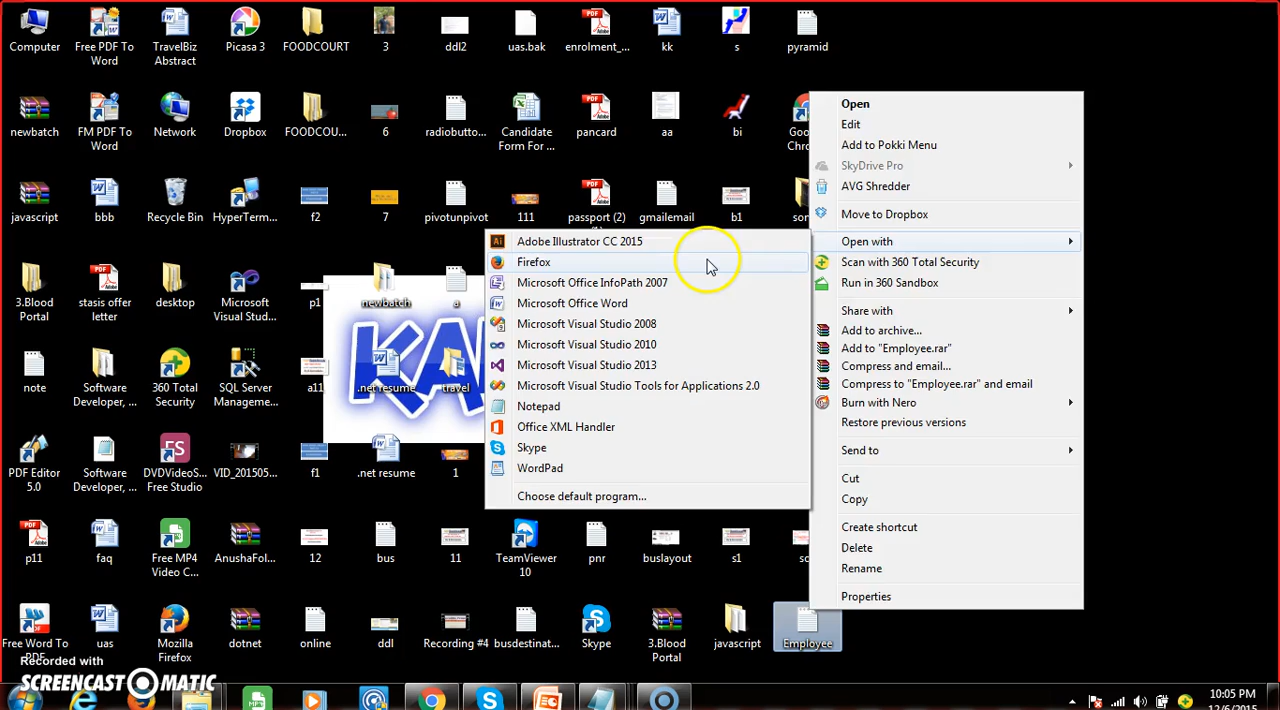 Computer
Free PDF To
Word
TravelBiz
Abstract
Picasa 3
FOODCOURT
3
ddl2
uas.bak
enrolment_...
kk
s
pyramid
newbatch
FM PDF To
Word
Network
Dropbox
FOODCOU...
6
radiobutto...
Candidate
Form For ...
pancard
aa
bi
Goo
Chro
javascript
bbb
Recycle Bin
HyperTerm...
f2
7
pivotunpivot
111
passport (2)
gmailemail
b1
3.Blood
Portal
stasis offer
letter
desktop
Microsoft
Visual Stud...
p1
newbatch
a
note
Software
Developer, ...
360 Total
Security
SQL Server
Manageme...
a11
.net resume
travel
PDF Editor
5.0
Software
Developer, ...
DVDVideoS...
Free Studio
VID_201505...
f1
.net resume
1
p11
faq
Free MP4
Video C...
AnushaFol...
12
bus
11
TeamViewer
10
pnr
buslayout
s1
Free Word To
PDF
uas
Mozilla
Firefox
dotnet
online
ddl
Recording #4
busdestinat...
Skype
3.Blood
Portal
javascript
Employee
Open
Edit
Add to Pokki Menu
SkyDrive Pro
AVG Shredder
Move to Dropbox
Open with
Scan with 360 Total Security
Run in 360 Sandbox
Share with
Add to archive...
Add to "Employee.rar"
Compress and email...
Compress to "Employee.rar" and email
Burn with Nero
Restore previous versions
Send to
Cut
Copy
Create shortcut
Delete
Rename
Properties
Adobe Illustrator CC 2015
Firefox
Microsoft Office InfoPath 2007
Microsoft Office Word
Microsoft Visual Studio 2008
Microsoft Visual Studio 2010
Microsoft Visual Studio 2013
Microsoft Visual Studio Tools for Applications 2.0
Notepad
Office XML Handler
Skype
WordPad
Choose default program...
Recorded with
SCREENCAST MATIC
10:05 PM
12/6/2015